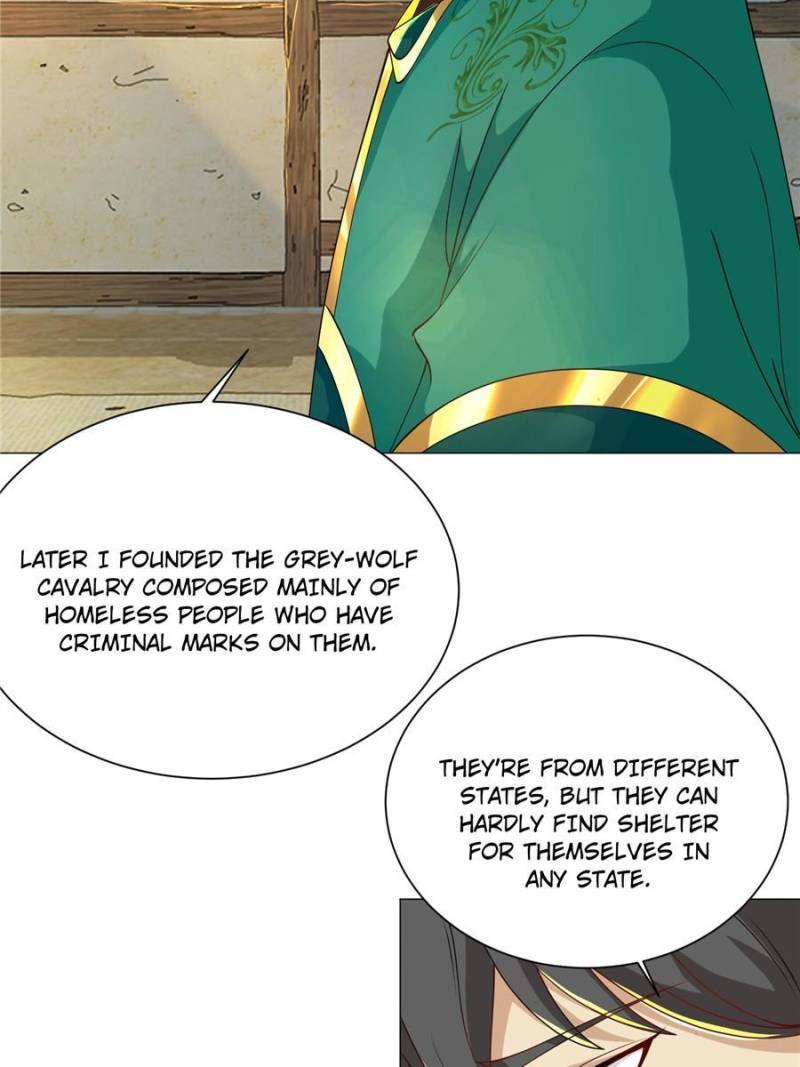 LATER I FOUNDED THE GREY-WOLF
CAVALRY COMPOSED MAINLY OF
HOMELESS PEOPLE WHO HAVE
CRIMINAL MARKS ON THEM.
THEY'RE FROM DIFFERENT
STATES, BUT THEY CAN
HARDLY FIND SHELTER
FOR THEMSELVES IN
ANY STATE.